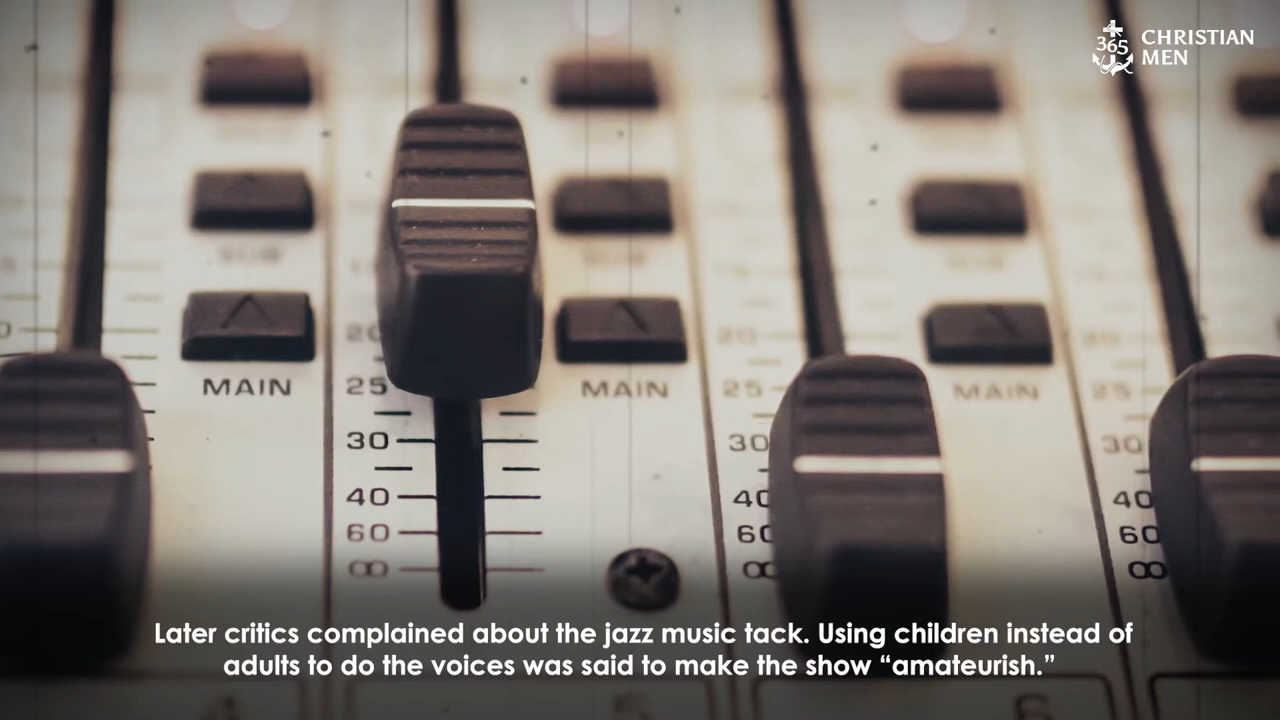 365
CHRISTIAN
MEN
MAIN
MAIN
MAIN
20
25
30
40
60
∞
20
25
30
40
60
∞
25
30
40
60
∞
Later critics complained about the jazz music tack. Using children instead of
adults to do the voices was said to make the show “amateurish.”